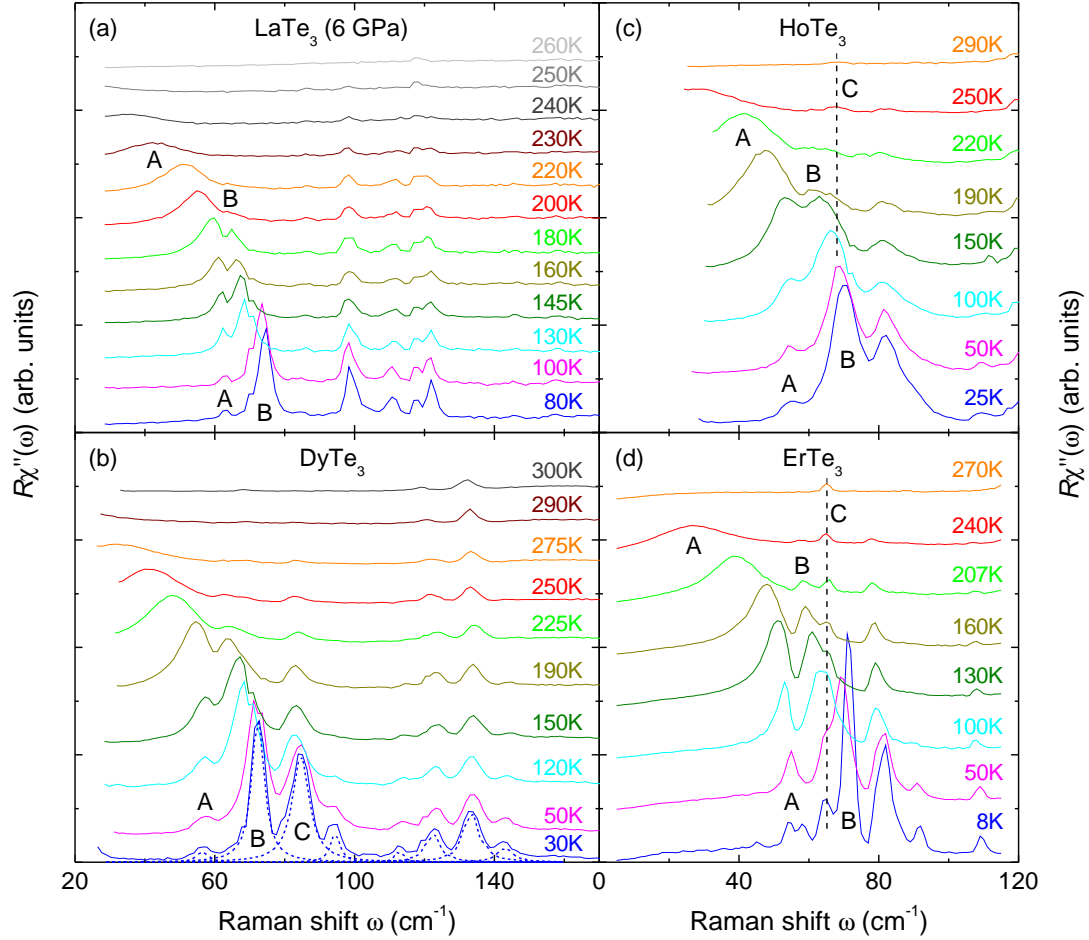 (a)
LaTe3 (6 GPa)
260K
250K
240K
230K
A
220K
B
200K
180K
160K
145K
130K
100K
A
B
80K
(c)
HoTe3
290K
C
250K
A
220K
B
190K
150K
100K
50K
A
B
25K
(b)
DyTe3
300K
290K
275K
250K
225K
190K
150K
120K
A
50K
B
C
30K
(d)
ErTe3
270K
C
240K
A
B
207K
160K
130K
100K
50K
A
B
8K
Rχ''(ω) (arb. units)
Rχ''(ω) (arb. units)
20 60 100 140 0 40 80 120
Raman shift ω (cm-1)
Raman shift ω (cm-1)